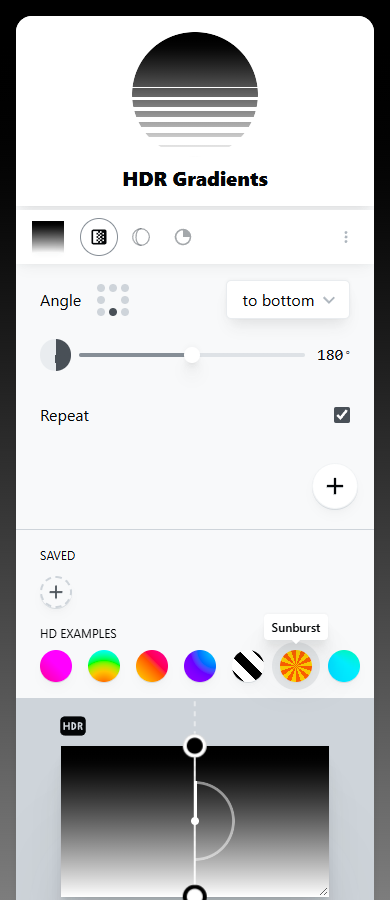 HDR Gradients
Angle
to bottom
180°
Repeat
SAVED
HD EXAMPLES
Sunburst
HDR